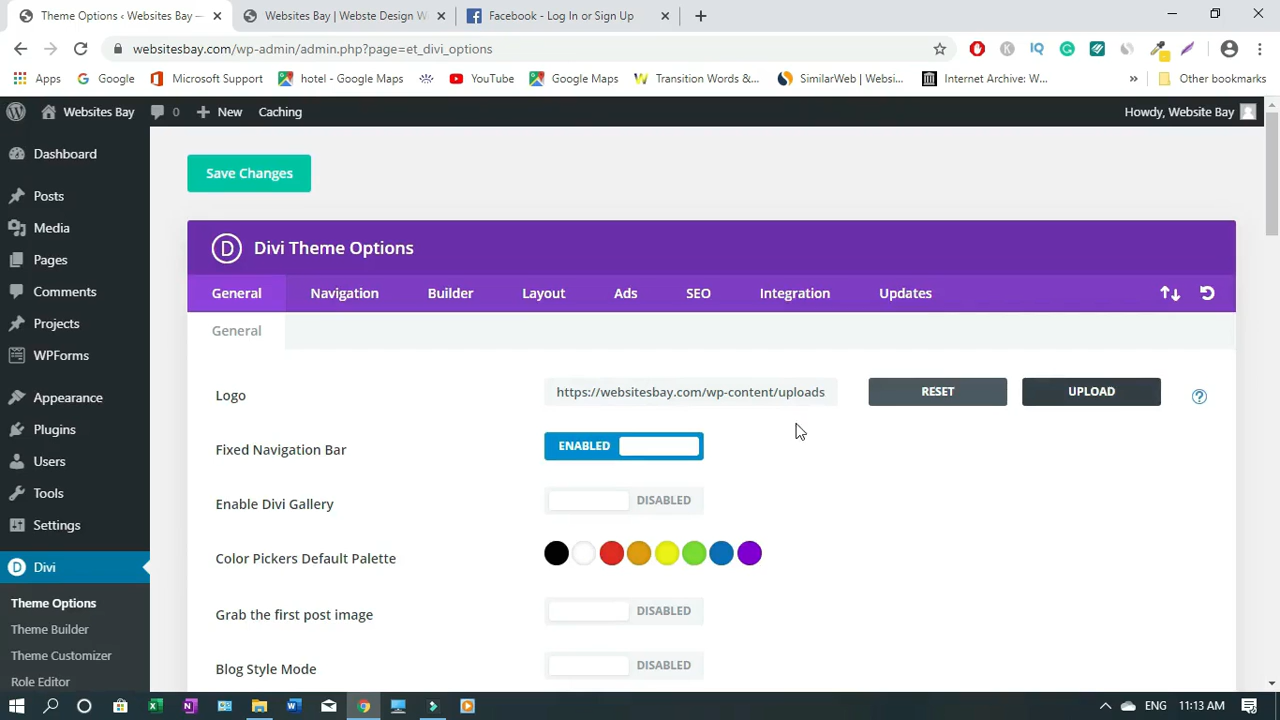 Theme Options ‹ Websites Bay —
Websites Bay | Webste Design W
Facebook - Log In or Sign Up
websitesbay.com/wp-admin/admin.php?page=et_divi_options
Apps
Google
Microsoft Support
hotel - Google Maps
YouTube
Google Maps
Transition Words &...
SimilarWeb | Websi...
Internet Archive: W...
Other bookmarks
Websites Bay
0
New
Caching
Howdy, Website Bay
Dashboard
Posts
Media
Pages
Comments
Projects
WPForms
Appearance
Plugins
Users
Tools
Settings
Divi
Theme Options
Theme Builder
Theme Customizer
Role Editor
Save Changes
Divi Theme Options
General
Navigation
Builder
Layout
Ads
SEO
Integration
Updates
General
Logo
https://websitesbay.com/wp-content/uploads
RESET
UPLOAD
Fixed Navigation Bar
ENABLED
Enable Divi Gallery
DISABLED
Color Pickers Default Palette
Grab the first post image
DISABLED
Blog Style Mode
DISABLED
ENG
11:13 AM